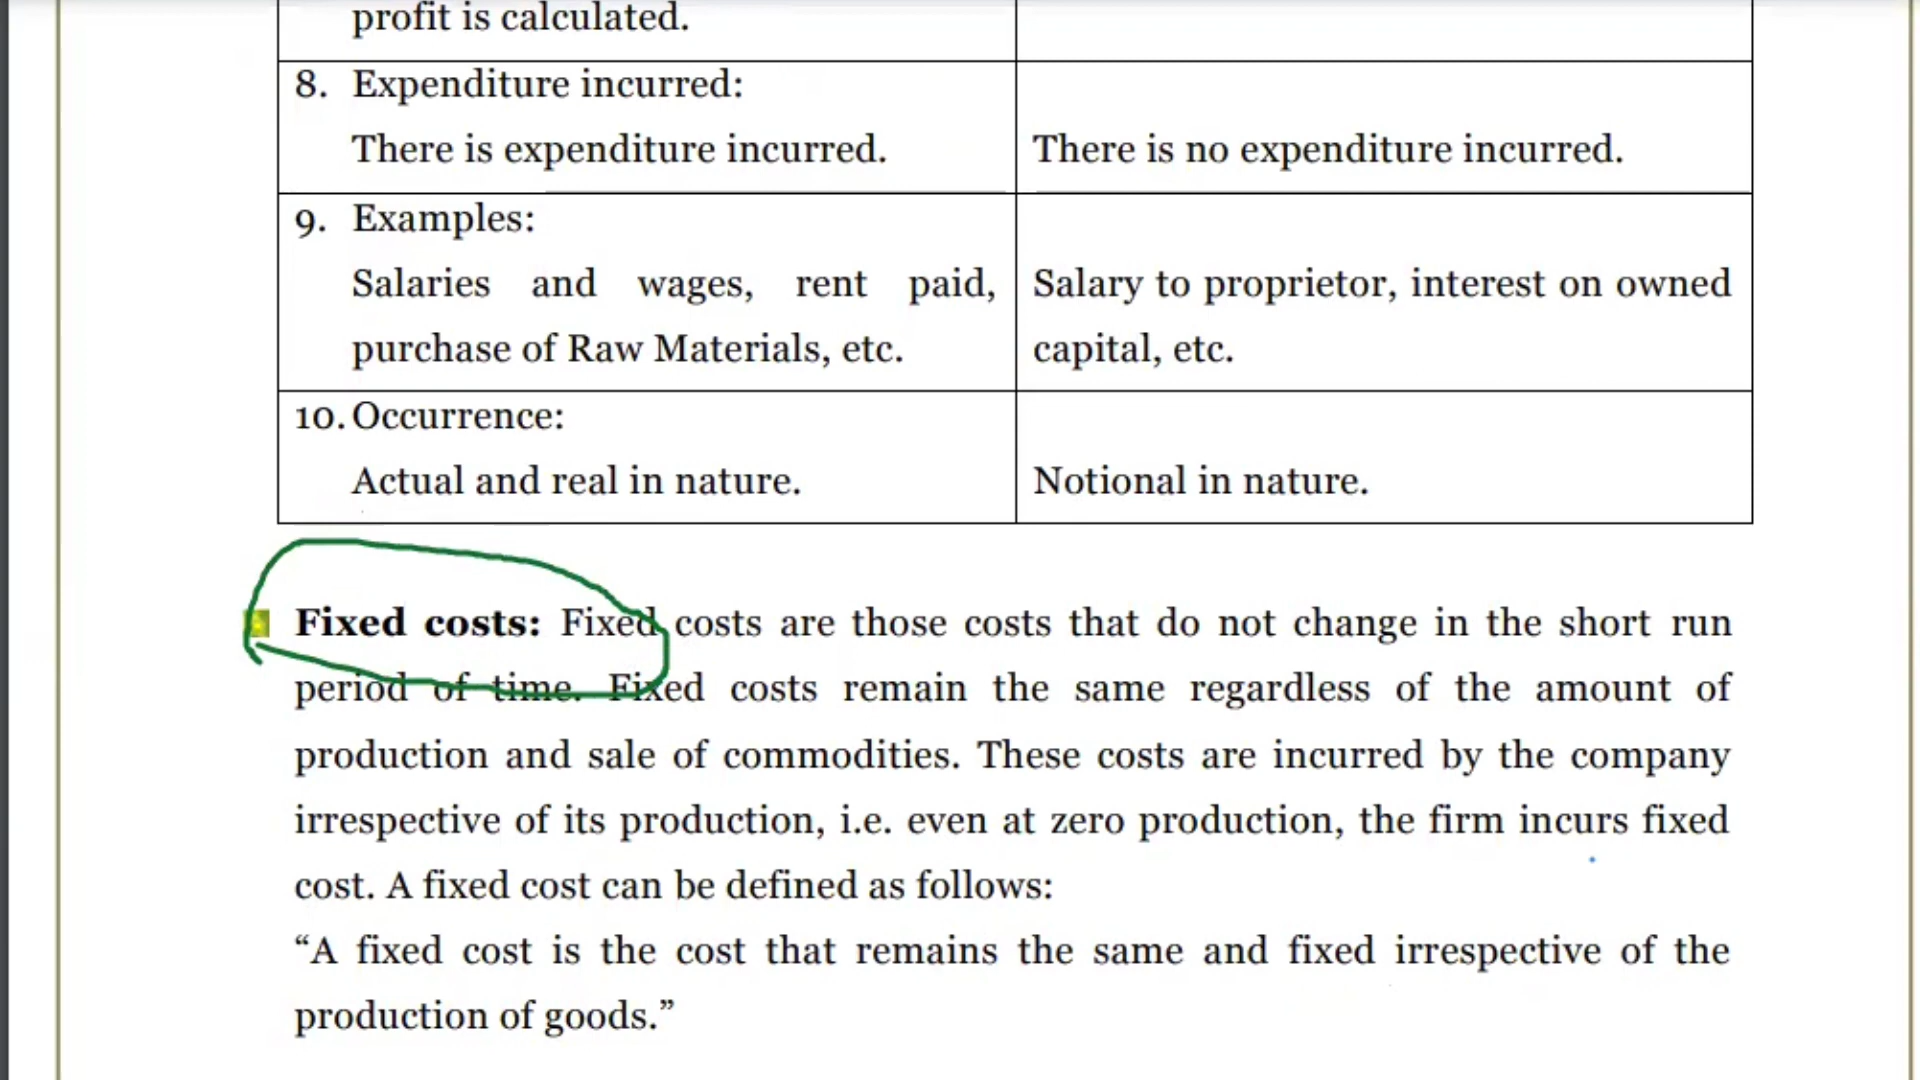 profit is calculated.
8. Expenditure incurred:
There is expenditure incurred.
There is no expenditure incurred.
9. Examples:
Salaries and wages, rent paid,
purchase of Raw Materials, etc.
Salary to proprietor, interest on owned
capital, etc.
10. Occurrence:
Actual and real in nature.
Notional in nature.
Fixed costs: Fixed costs are those costs that do not change in the short run
period of time. Fixed costs remain the same regardless of the amount of
production and sale of commodities. These costs are incurred by the company
irrespective of its production, i.e. even at zero production, the firm incurs fixed
cost. A fixed cost can be defined as follows:
“A fixed cost is the cost that remains the same and fixed irrespective of the
production of goods.”